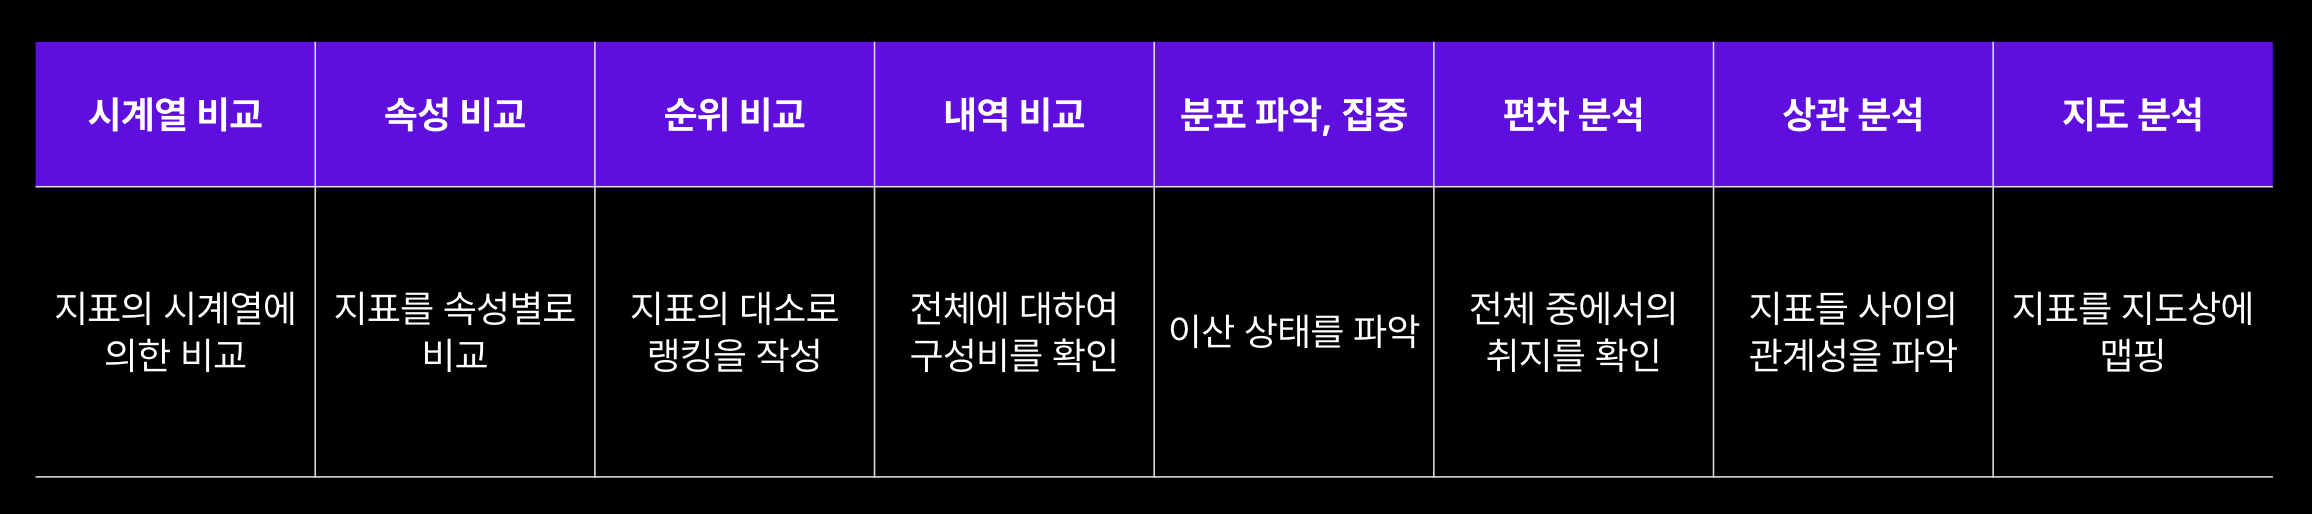 시계열 비교
속성 비교
순위 비교
내역 비교
분포 파악, 집중
편차 분석
상관 분석
지도 분석
지표의 시계열에
의한 비교
지표를 속성별로
비교
지표의 대소로
랭킹을 작성
전체에 대하여
구성비를 확인
이산 상태를 파악
전체 중에서의
취지를 확인
지표들 사이의
관계성을 파악
지표를 지도상에
맵핑